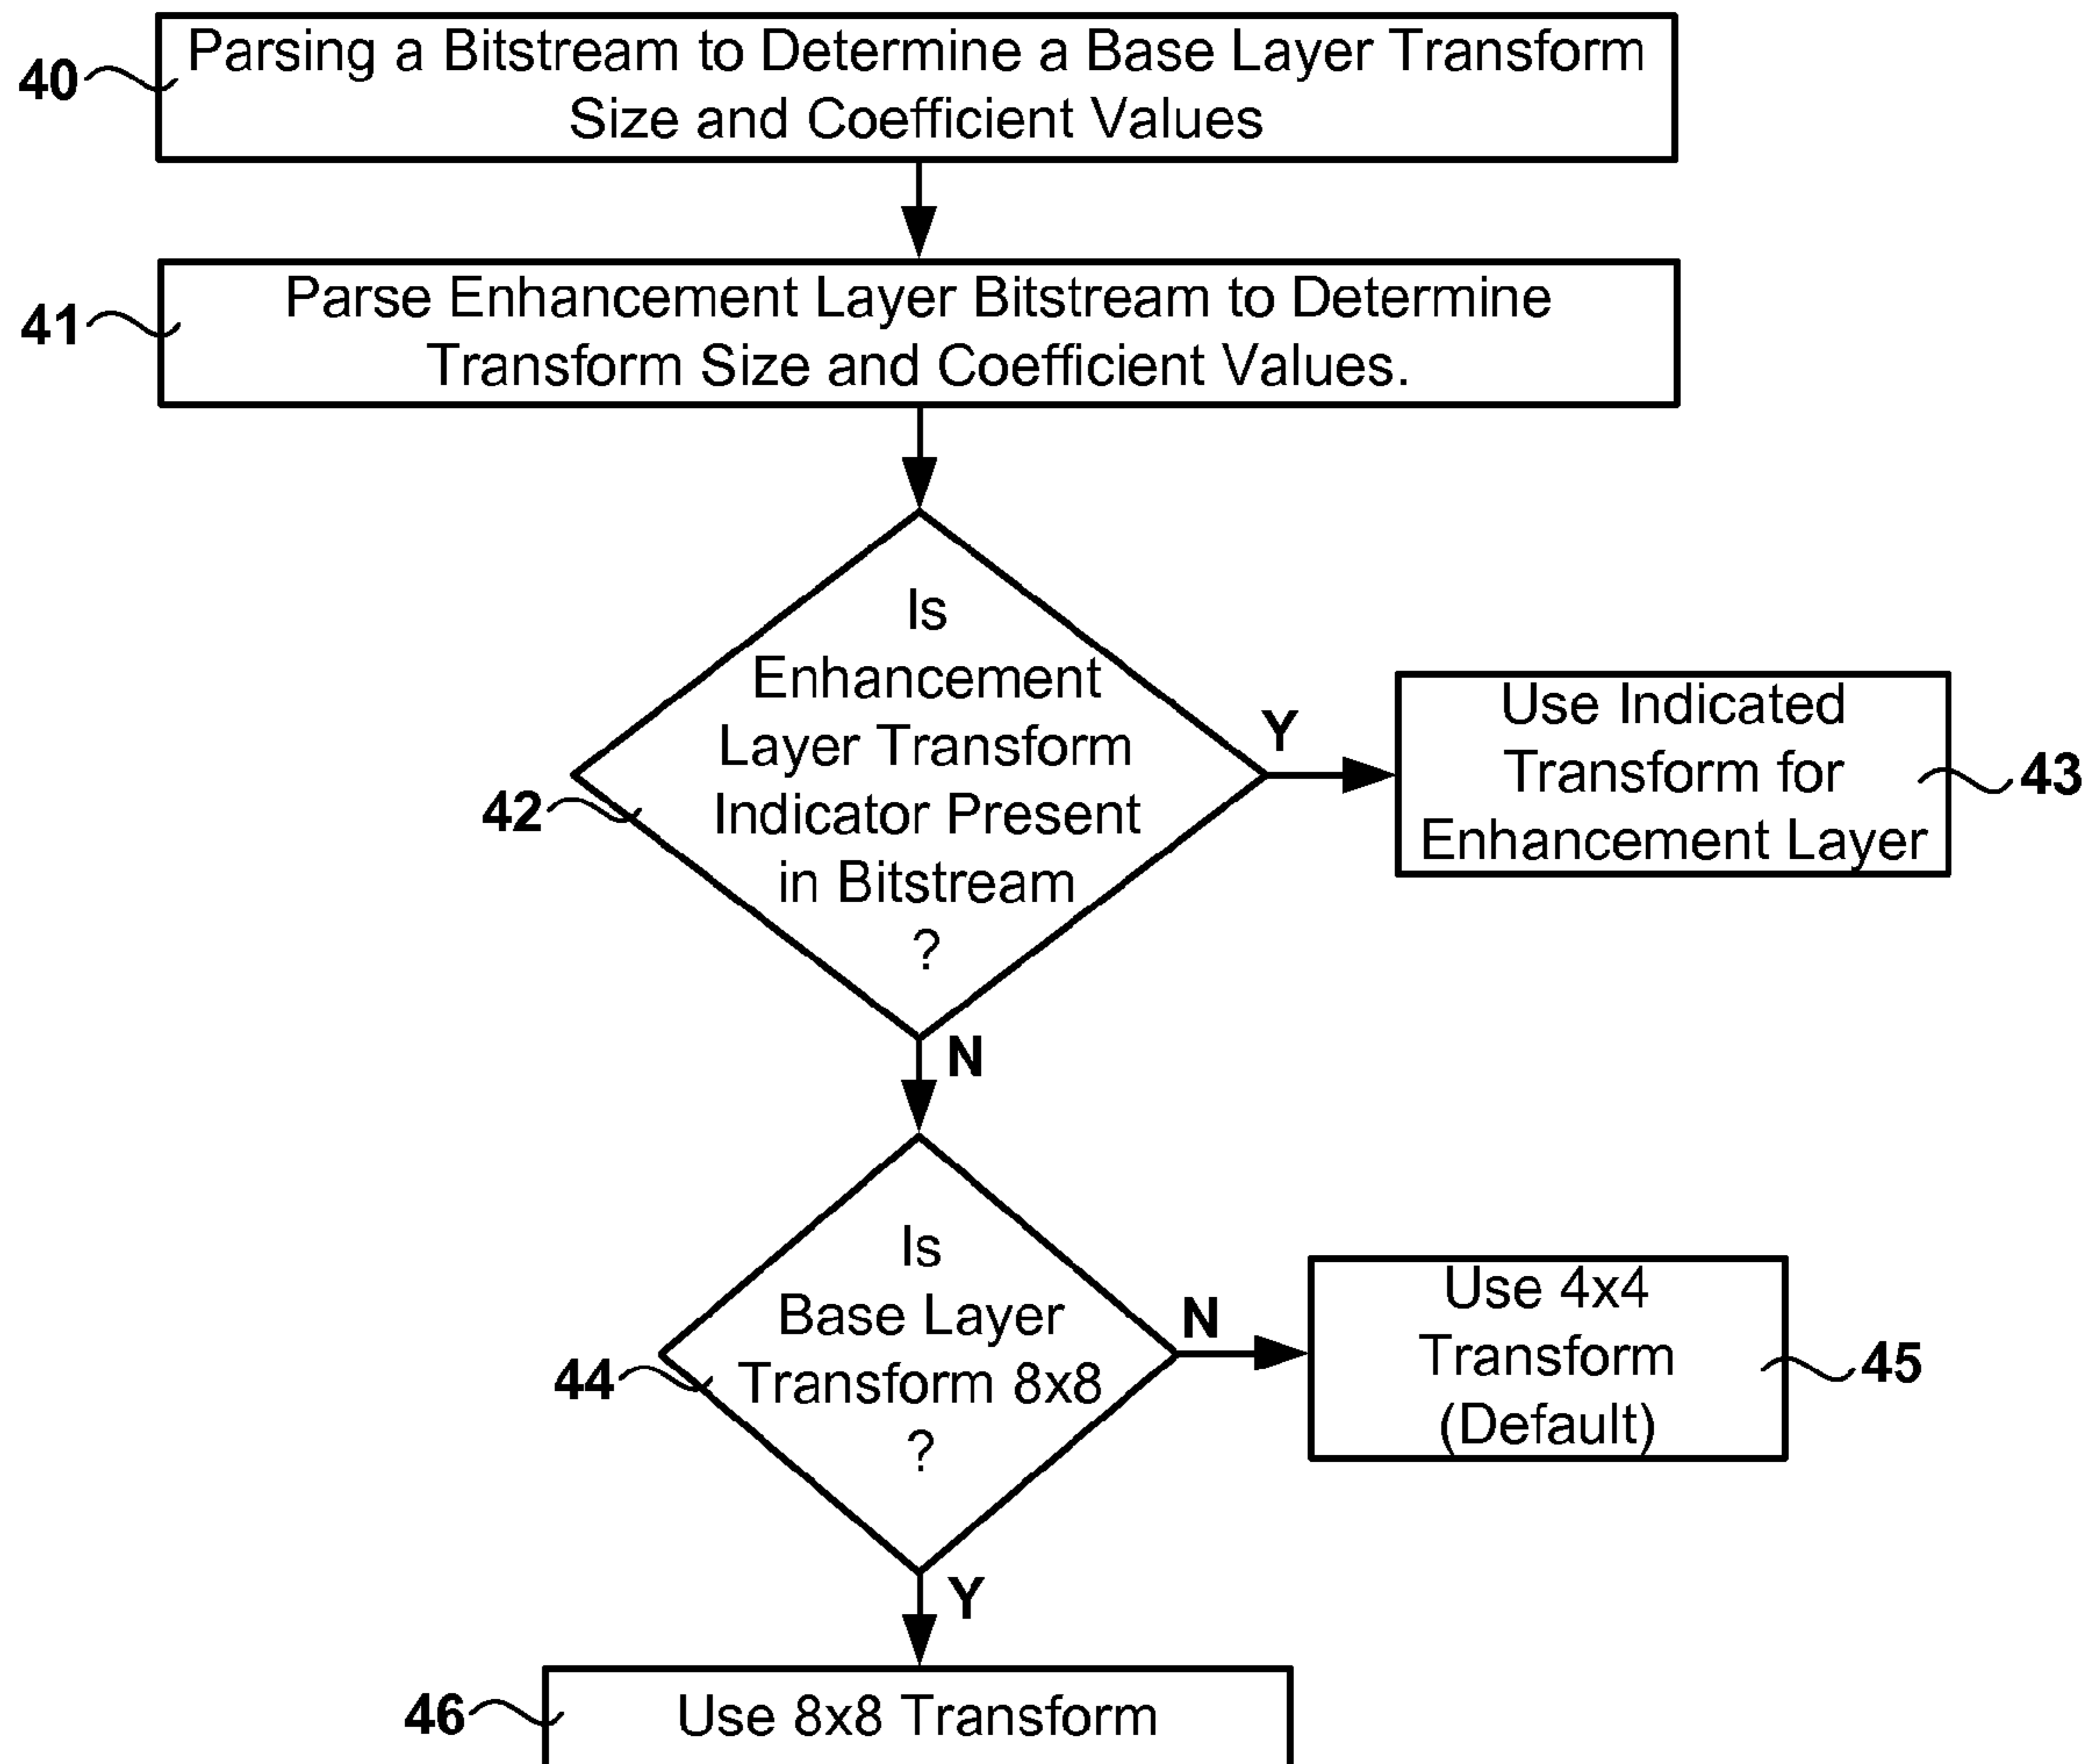 40
Parsing a Bitstream to Determine a Base Layer Transform
Size and Coefficient Values
41
Parse Enhancement Layer Bitstream to Determine
Transform Size and Coefficient Values.
42
Is
Enhancement
Layer Transform
Indicator Present
in Bitstream
?
Y
Use Indicated
Transform for
Enhancement Layer
43
N
44
Is
Base Layer
Transform 8x8
?
N
Use 4x4
Transform
(Default)
45
Y
46
Use 8x8 Transform